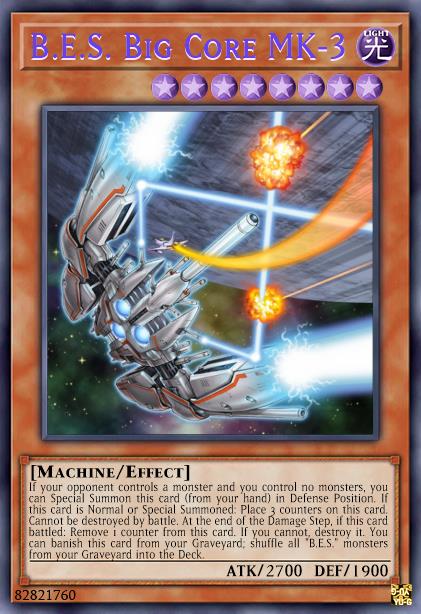 B.E.S. Big Core MK-3
LIGHT
光
[Machine/Effect]
If your opponent controls a monster and you control no monsters, you
can Special Summon this card (from your hand) in Defense Position. If
this card is Normal or Special Summoned: Place 3 counters on this card.
Cannot be destroyed by battle. At the end of the Damage Step, if this card
battled: Remove 1 counter from this card. If you cannot, destroy it. You
can banish this card from your Graveyard; shuffle all "B.E.S." monsters
from your Graveyard into the Deck.
ATK/2700 DEF/1900
82821760